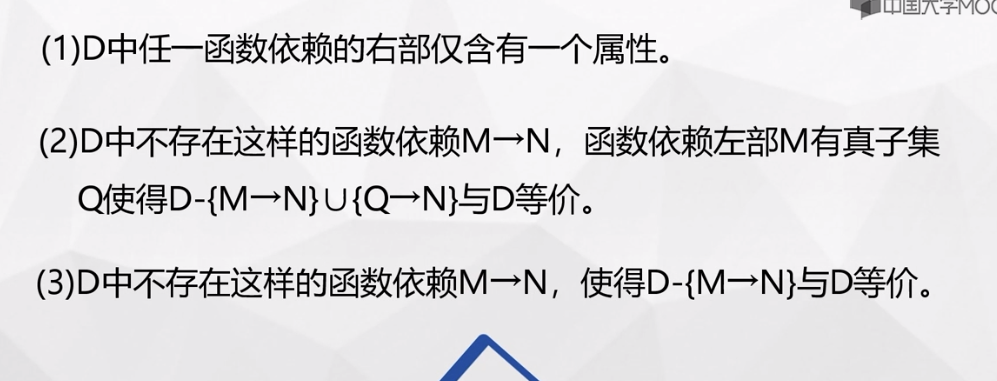 中国大学MOO
(1)D中任一函数依赖的右部仅含有一个属性。
(2)D中不存在这样的函数依赖M→N，函数依赖左部M有真子集
Q使得D-{M→N}∪{Q→N}与D等价。
(3)D中不存在这样的函数依赖M→N，使得D-{M→N}与D等价。